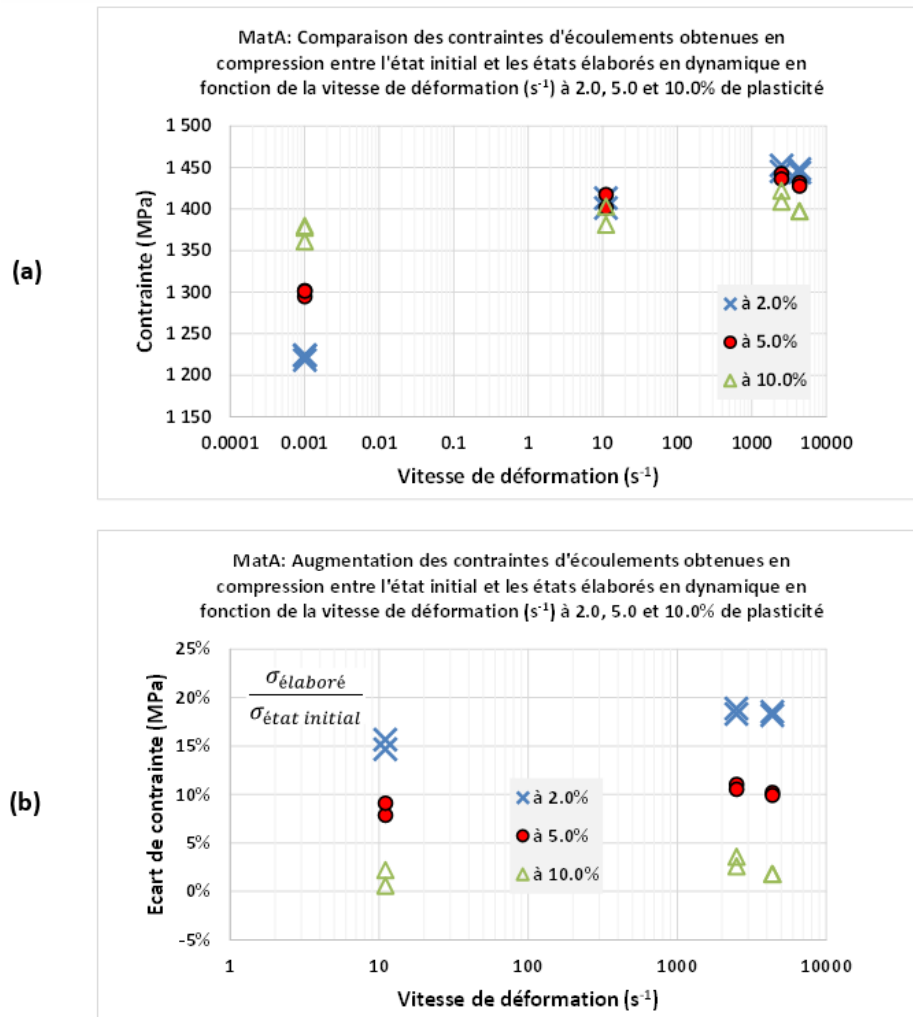 MatA: Comparaison des contraintes d'écoulements obtenues en
compression entre l'état initial et les états élaborés en dynamique en
fonction de la vitesse de déformation (s⁻¹) à 2.0, 5.0 et 10.0% de plasticité
1 500
1 450
1 400
1 350
1 300
1 250
1 200
1 150
Contrainte (MPa)
(a)
à 2.0%
à 5.0%
à 10.0%
0.0001 0.001 0.01 0.1 1 10 100 1000 10000
Vitesse de déformation (s⁻¹)
MatA: Augmentation des contraintes d'écoulements obtenues en
compression entre l'état initial et les états élaborés en dynamique en
fonction de la vitesse de déformation (s⁻¹) à 2.0, 5.0 et 10.0% de plasticité
25%
20%
15%
10%
5%
0%
-5%
Ecart de contrainte (MPa)
(b)
σélaboré
σétat initial
à 2.0%
à 5.0%
à 10.0%
1 10 100 1000 10000
Vitesse de déformation (s⁻¹)